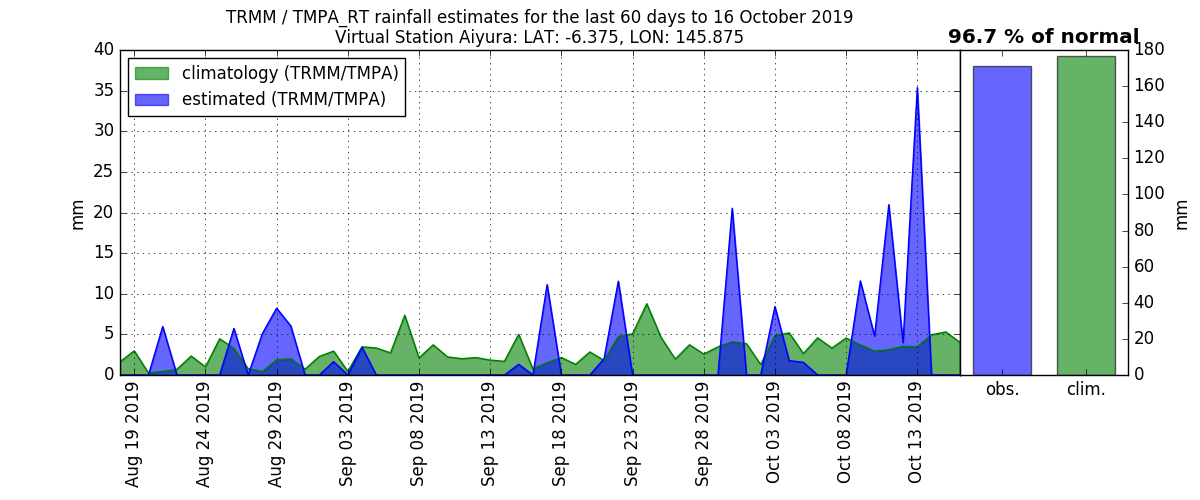 TRMM / TMPA_RT rainfall estimates for the last 60 days to 16 October 2019
Virtual Station Aiyura: LAT: -6.375, LON: 145.875
96.7 % of normal
climatology (TRMM/TMPA)
estimated (TRMM/TMPA)
40
35
30
25
20
15
10
5
0
mm
Aug 19 2019
Aug 24 2019
Aug 29 2019
Sep 03 2019
Sep 08 2019
Sep 13 2019
Sep 18 2019
Sep 23 2019
Sep 28 2019
Oct 03 2019
Oct 08 2019
Oct 13 2019
obs.
clim.
180
160
140
120
100
80
60
40
20
0
mm